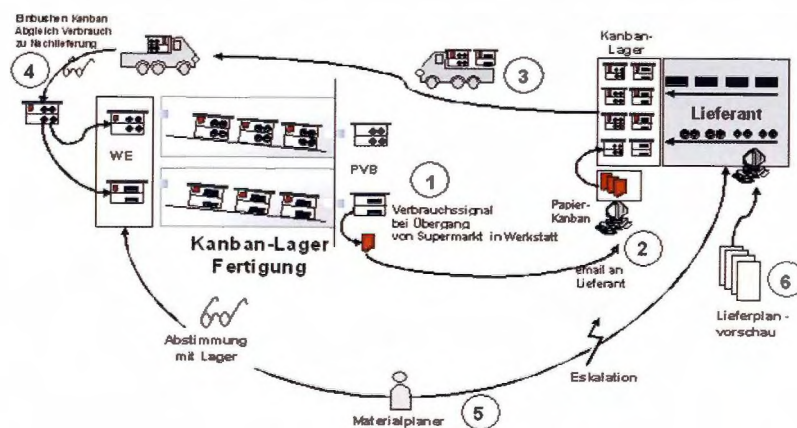 Einbuchen Kanban
Abgleich Verbrauch
zu Nachlieferung
4
WE
PVB
1
Verbrauchssignal
bei Übergang
von Supermarkt in Werkstatt
Kanban-Lager
Fertigung
3
Kanban-
Lager
Lieferant
Papier-
Kanban
2
email an
Lieferant
6
Lieferplan-
vorschau
Abstimmung
mit Lager
Eskalation
Materialplaner
5